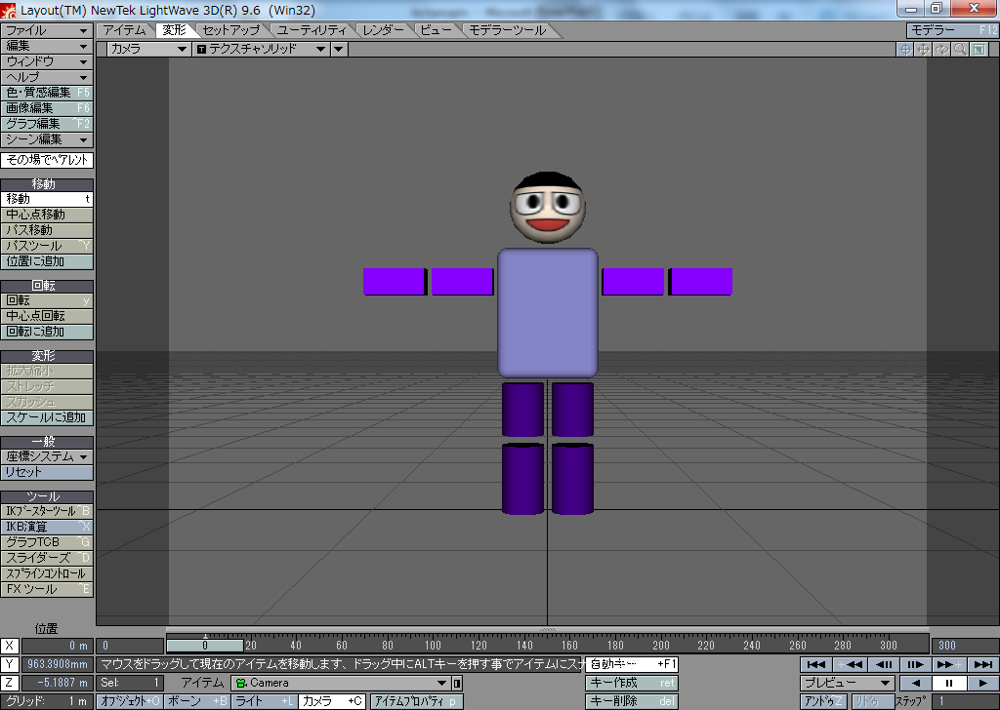 Layout(TM) NewTek LightWave 3D(R) 9.6 (Win32)
ファイル アイテム 変形 セットアップ ユーティリティ レンダー ビュー モデラーツール モデラー F12
編集 カメラ テクスチャソリッド
ウィンドウ
ヘルプ
色・質感編集 F5
画像編集 F6
グラフ編集 ^F2
シーン編集
その場でペアレント
移動
移動 t
中心点移動
パス移動
パスツール ^Y
位置に追加
回転
回転 y
中心点回転
回転に追加
変形
拡大縮小
ストレッチ
スカッシュ
スケールに追加
一般
座標システム
リセット
ツール
IKブースターツール ^B
IKB演算 ^X
グラフTCB ^G
スライダーズ ^D
スプラインコントロール
FXツール ^E
位置
X 0 m 0 0 20 40 60 80 100 120 140 160 180 200 220 240 260 280 300 300
Y 963.8908mm マウスをドラッグして現在のアイテムを移動します、ドラッグ中にALTキーを押す事でアイテムにスナ 自動キー +F1
Z -5.1887 m Sel: 1 アイテム Camera キー作成 ret プレビュー
グリッド: 1 m オブジェクト+O ボーン +B ライト +L カメラ +C アイテムプロパティ p キー削除 del アンドゥZ リドゥ ステップ 1